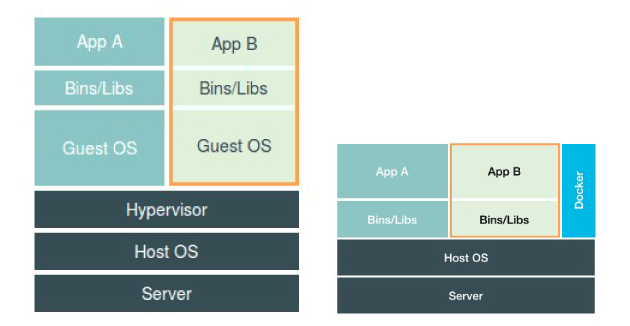 App A
App B
Bins/Libs
Bins/Libs
Guest OS
Guest OS
Hypervisor
Host OS
Server
App A
App B
Docker
Bins/Libs
Bins/Libs
Host OS
Server